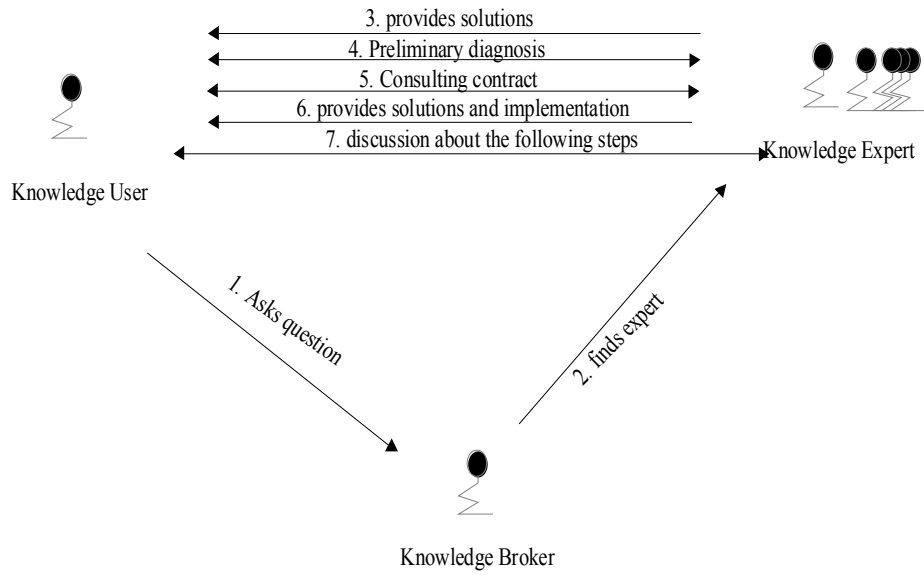 3. provides solutions
4. Preliminary diagnosis
5. Consulting contract
6. provides solutions and implementation
7. discussion about the following steps
Knowledge Expert
Knowledge User
1. Asks question
2. finds expert
Knowledge Broker